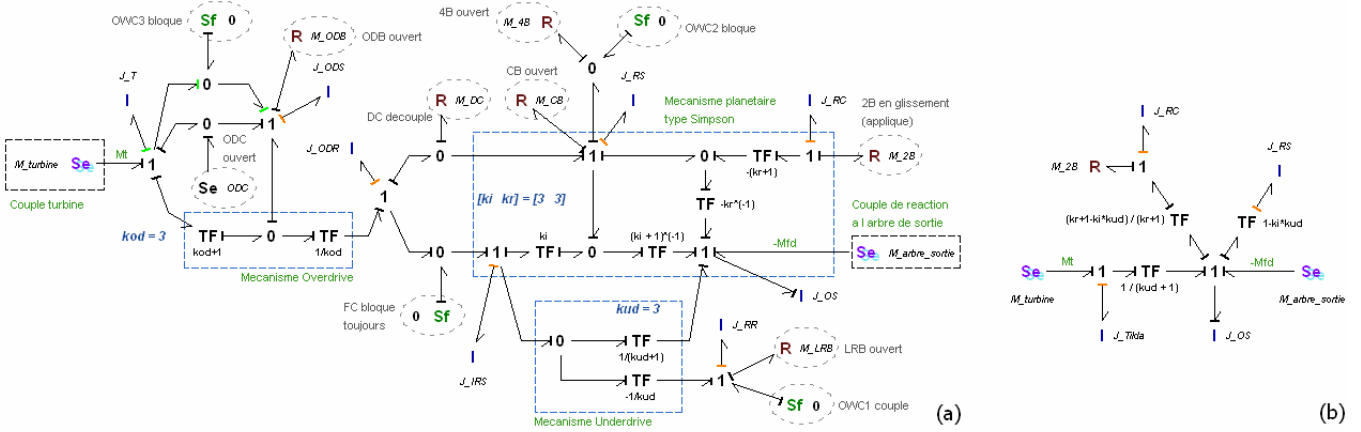 OWC3 bloque
Sf 0
R M_ODB
ODB ouvert
4B ouvert
M_4B R
Sf 0
OWC2 bloque
J_T
I
0
J_ODS
I
0
CB ouvert
J_RS
I
R M_DC
DC decouple
R M_CB
Mecanisme planetaire
type Simpson
J_RC
I
2B en glissement
(applique)
0
1
ODC
ouvert
M_turbine Se
Mt
1
Couple turbine
Se ODC
J_ODR
I
0
1
0
TF
-(kr+1)
1
R M_2B
1
[ki kr] = [3 3]
TF
-kr*(-1)
Couple de reaction
a l arbre de sortie
kod = 3
TF
kod+1
0
TF
1/kod
Mecanisme Overdrive
0
1
ki
TF
0
(ki + 1)*(-1)
TF
1
-Mfd
Se M_arbre_sortie
FC bloque
toujours
0 Sf
I
J_OS
kud = 3
I
J_IRS
0
TF
1/(kud+1)
TF
-1/kud
Mecanisme Underdrive
J_RR
I
1
R M_LRB
LRB ouvert
Sf 0
OWC1 couple
(a)
J_RC
I
M_2B R
1
J_RS
I
(kr+1-ki*kud) / (kr+1)
TF
TF
1-ki*kud
Se
M_turbine
Mt
1
TF
1 / (kud + 1)
1
-Mfd
Se
M_arbre_sortie
I
J_Tilda
I
J_OS
(b)